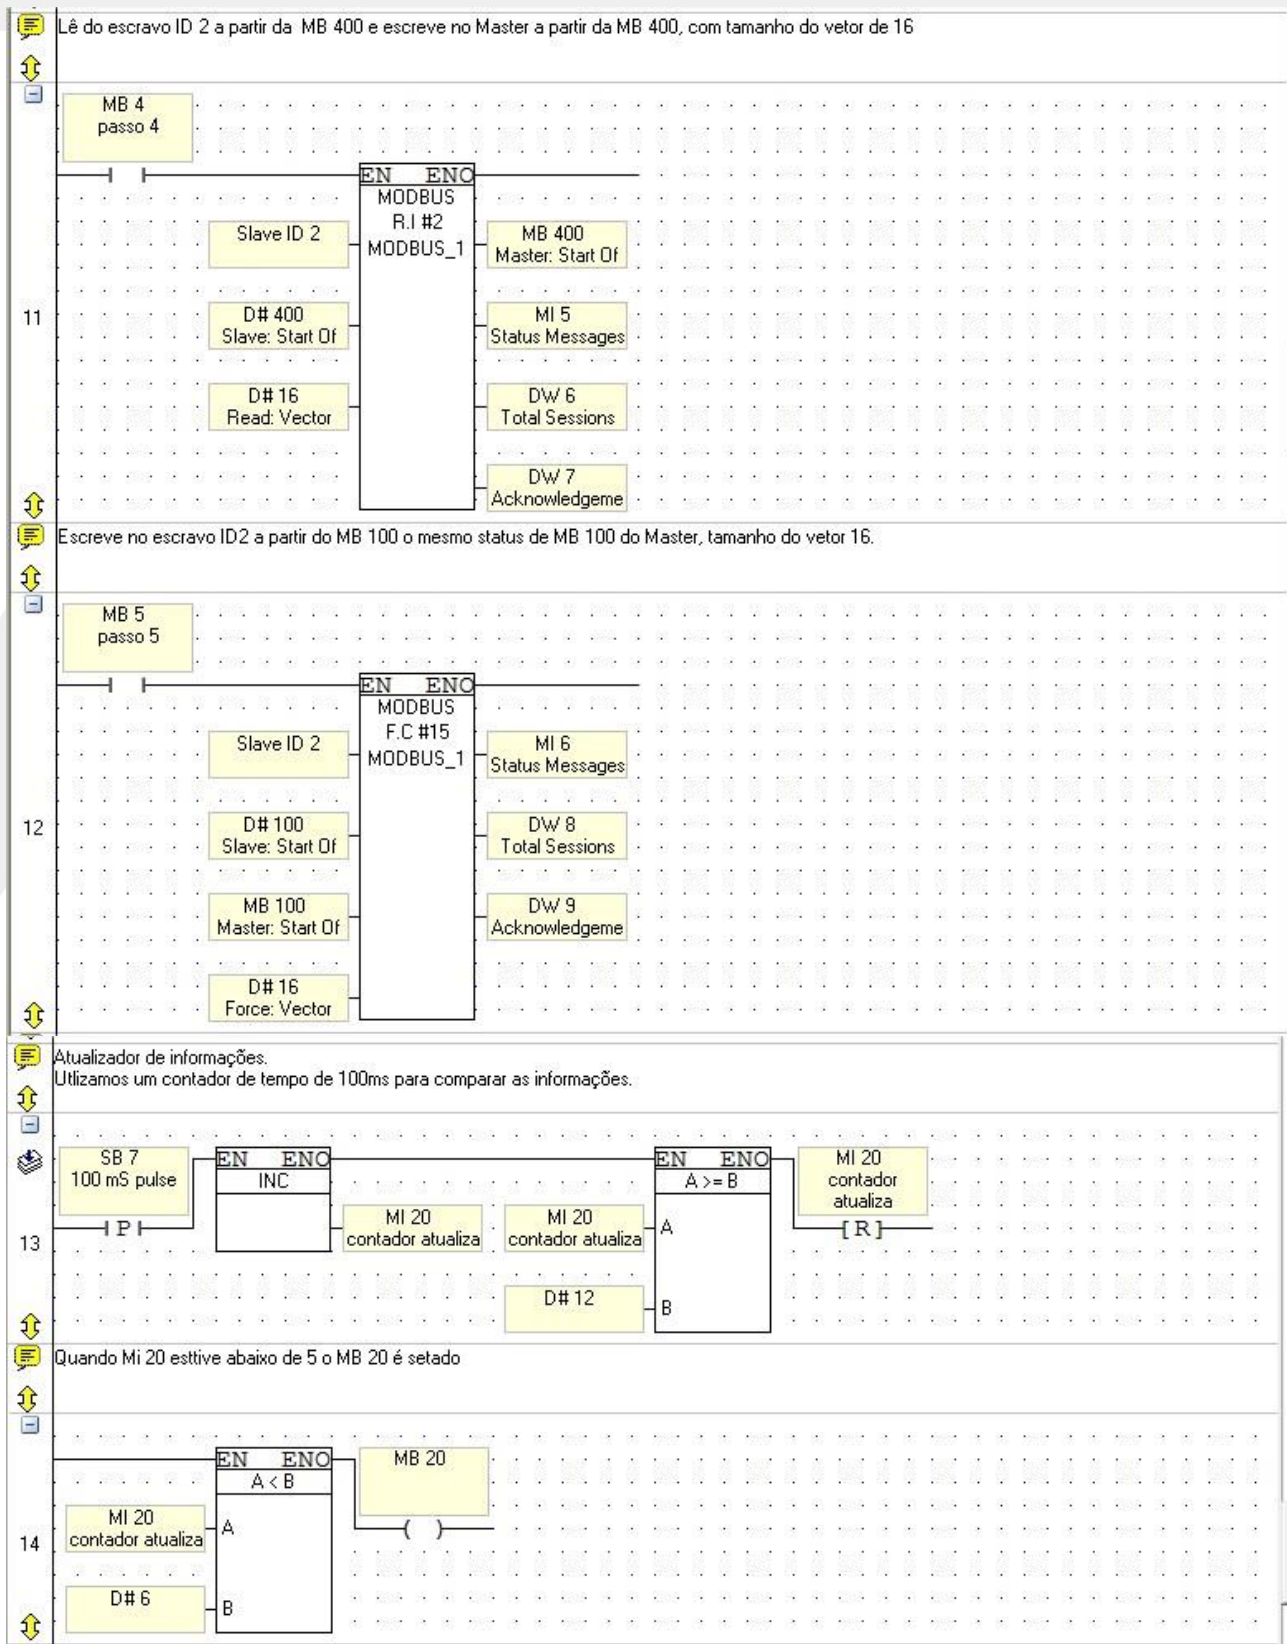 Lê do escravo ID 2 a partir da MB 400 e escreve no Master a partir da MB 400, com tamanho do vetor de 16
MB 4
passo 4
EN ENO
MODBUS
R.I #2
MODBUS_1
Slave ID 2
MB 400
Master: Start Of
11
D# 400
Slave: Start Of
MI 5
Status Messages
D# 16
Read: Vector
DW 6
Total Sessions
DW 7
Acknowledgeme
Escreve no escravo ID2 a partir do MB 100 o mesmo status de MB 100 do Master, tamanho do vetor 16.
MB 5
passo 5
EN ENO
MODBUS
F.C #15
MODBUS_1
Slave ID 2
MI 6
Status Messages
12
D# 100
Slave: Start Of
DW 8
Total Sessions
MB 100
Master: Start Of
DW 9
Acknowledgeme
D# 16
Force: Vector
Atualizador de informações.
Utlizamos um contador de tempo de 100ms para comparar as informações.
SB 7
100 mS pulse
P
EN ENO
INC
MI 20
contador atualiza
EN ENO
A >= B
MI 20
contador atualiza
A
D# 12
B
MI 20
contador
atualiza
R
13
Quando Mi 20 esttive abaixo de 5 o MB 20 é setado
EN ENO
A < B
MB 20
MI 20
contador atualiza
A
14
D# 6
B